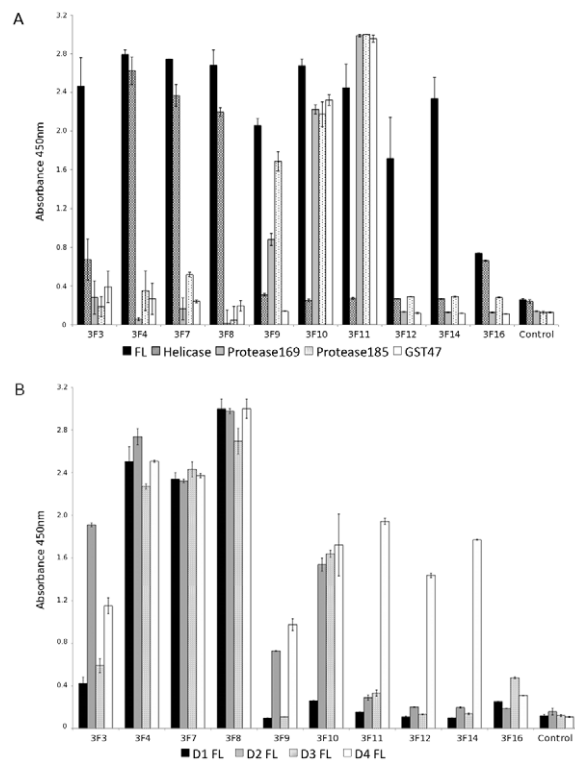 A
Absorbance 450nm
3.2
2.8
2.4
2.0
1.6
1.2
0.8
0.4
0
3F3 3F4 3F7 3F8 3F9 3F10 3F11 3F12 3F14 3F16 Control
FL Helicase Protease169 Protease185 GST47
B
Absorbance 450nm
3.2
2.8
2.4
2.0
1.6
1.2
0.8
0.4
0
3F3 3F4 3F7 3F8 3F9 3F10 3F11 3F12 3F14 3F16 Control
D1 FL D2 FL D3 FL D4 FL